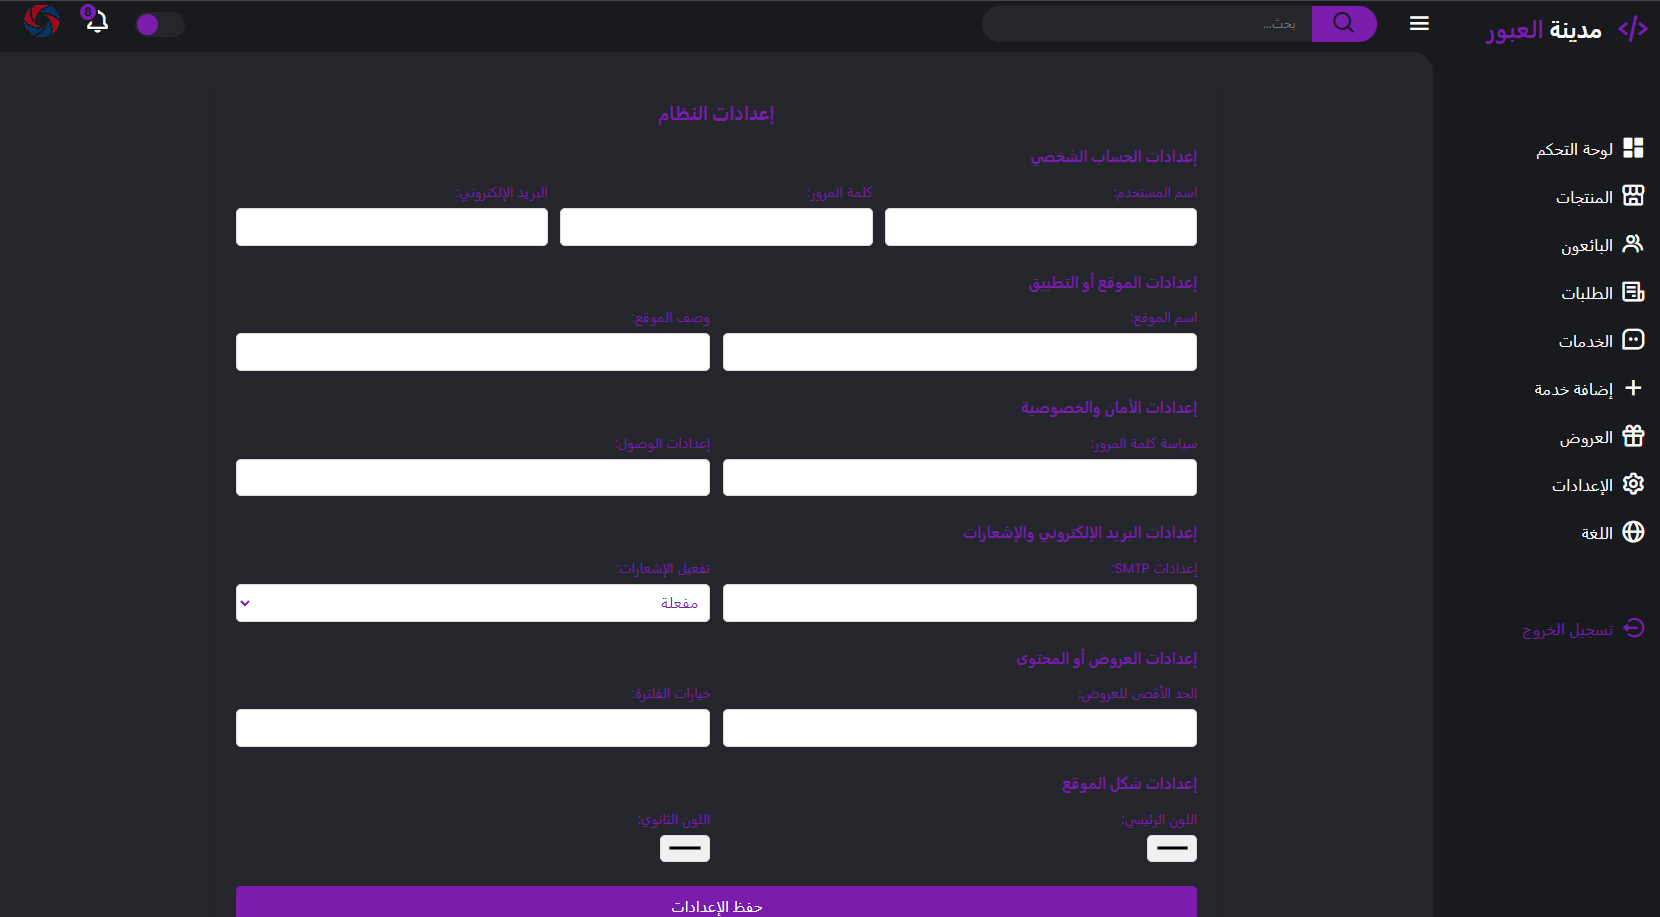 مدينة العبور
بحث...
8
لوحة التحكم
المنتجات
البائعون
الطلبات
الخدمات
إضافة خدمة
العروض
الإعدادات
اللغة
تسجيل الخروج
إعدادات النظام
إعدادات الحساب الشخصي
اسم المستخدم: كلمة المرور: البريد الإلكتروني:
إعدادات الموقع أو التطبيق
اسم الموقع: وصف الموقع:
إعدادات الأمان والخصوصية
سياسة كلمة المرور: إعدادات الوصول:
إعدادات البريد الإلكتروني والإشعارات
إعدادات SMTP: تفعيل الإشعارات:
مفعلة
إعدادات العروض أو المحتوى
الحد الأقصى للعروض: خيارات الفلترة:
إعدادات شكل الموقع
اللون الرئيسي: اللون الثانوي:
حفظ الإعدادات